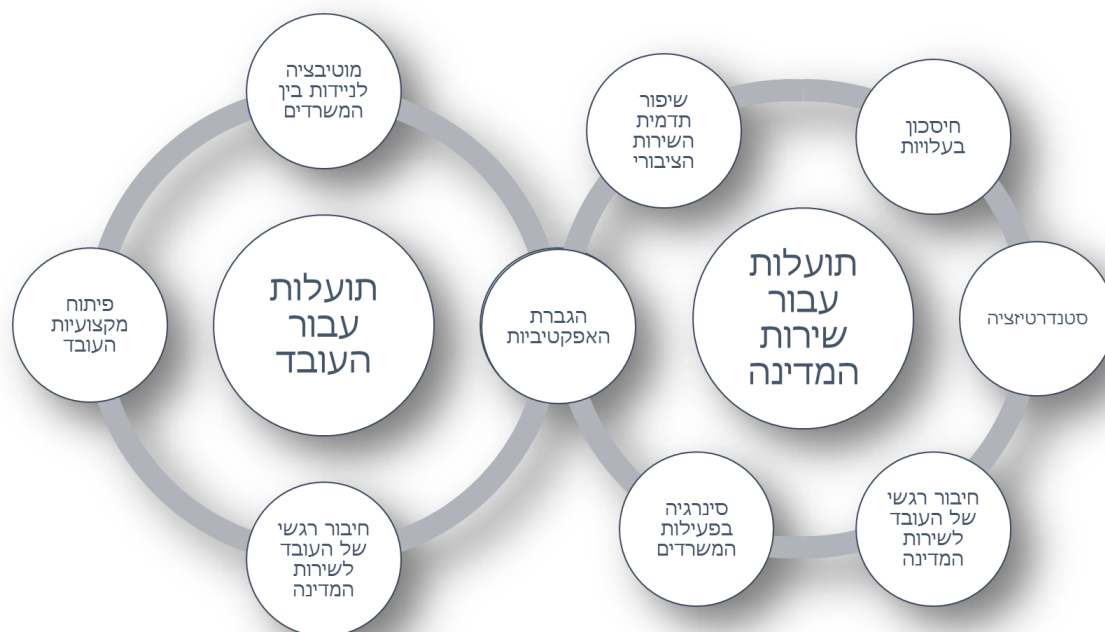 תועלות
עבור
שירות
המדינה
שיפור
תדמית
השירות
הציבורי
חיסכון
בעלויות
סטנדרטיזציה
חיבור רגשי
של העובד
לשירות
המדינה
סינרגיה
בפעילות
המשרדים
הגברת
האפקטיביות
תועלות
עבור
העובד
מוטיבציה
לניידות בין
המשרדים
פיתוח
מקצועיות
העובד
חיבור רגשי
של העובד
לשירות
המדינה